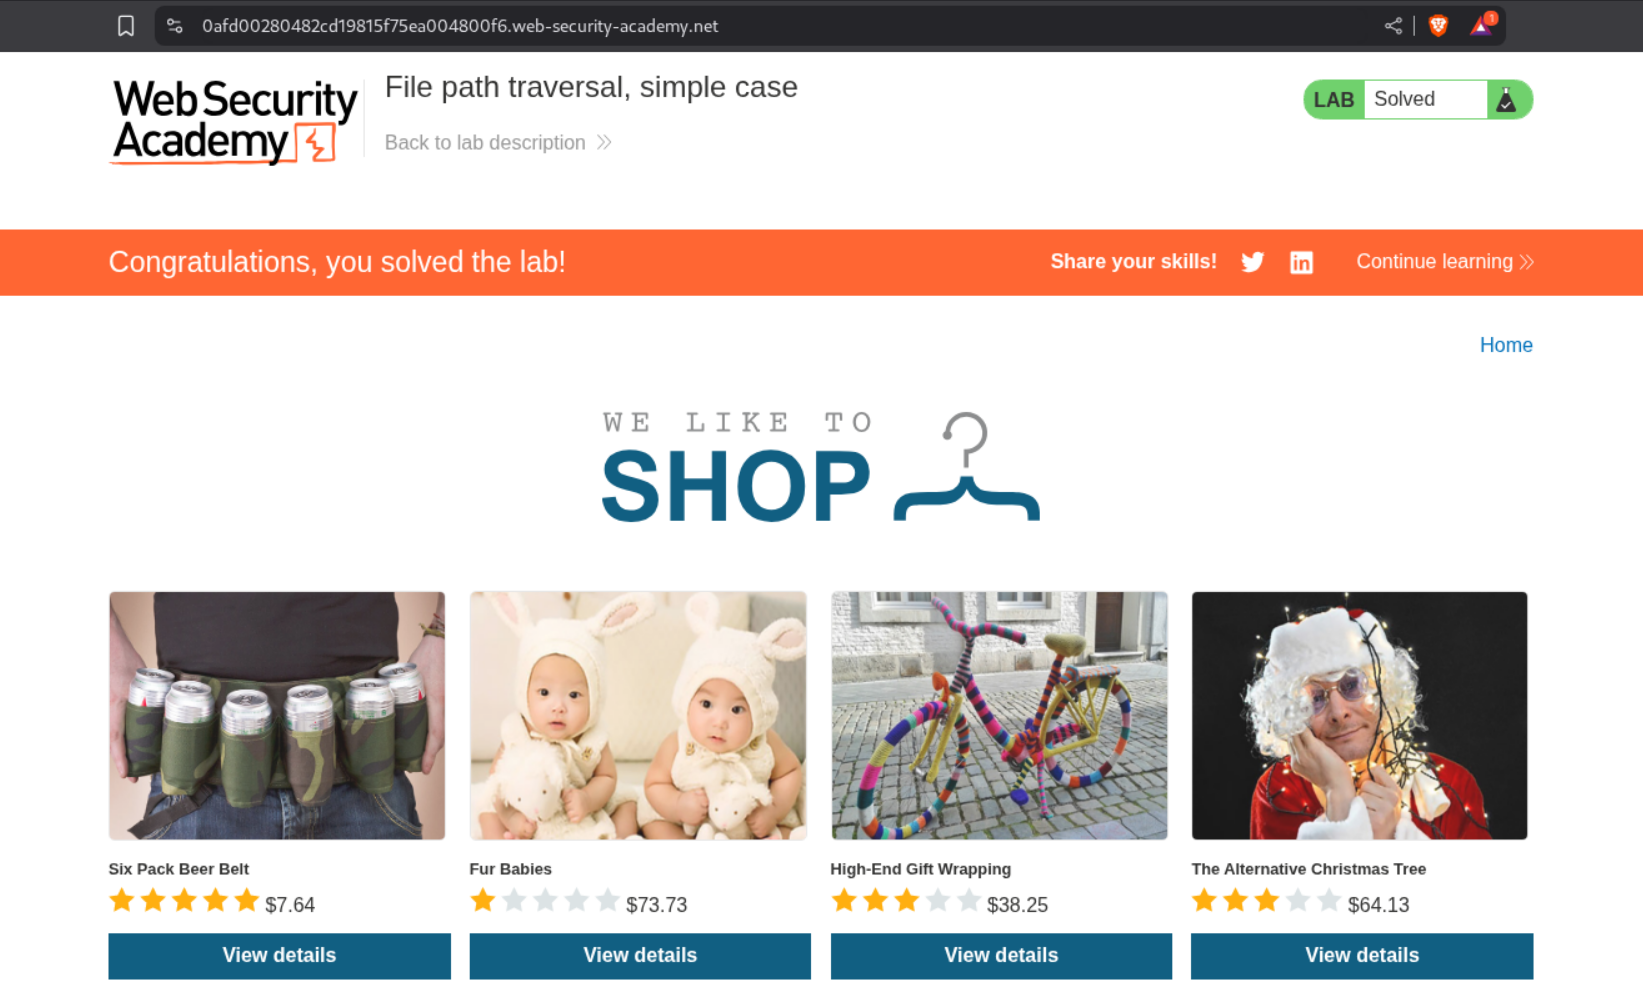 0afd00280482cd19815f75ea004800f6.web-security-academy.net
1
Web Security
Academy
File path traversal, simple case
Back to lab description
LAB Solved
Congratulations, you solved the lab!
Share your skills!
Continue learning
Home
WE LIKE TO
SHOP
Six Pack Beer Belt
$7.64
View details
Fur Babies
$73.73
View details
High-End Gift Wrapping
$38.25
View details
The Alternative Christmas Tree
$64.13
View details